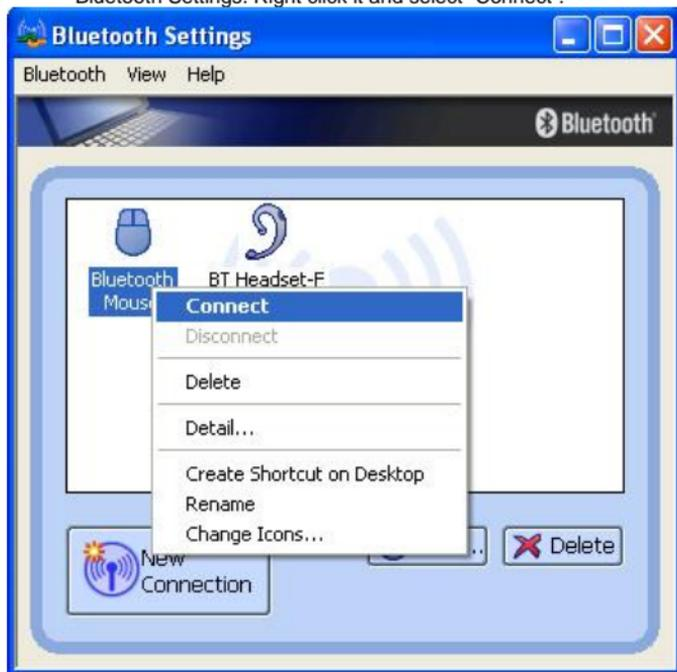 Bluetooth Settings. Right click it and select "Connect".
Bluetooth Settings
Bluetooth View Help
Bluetooth
Bluetooth BT Headset-F
Mouse
Connect
Disconnect
Delete
Detail...
Create Shortcut on Desktop
Rename
Change Icons...
New
Connection
Delete